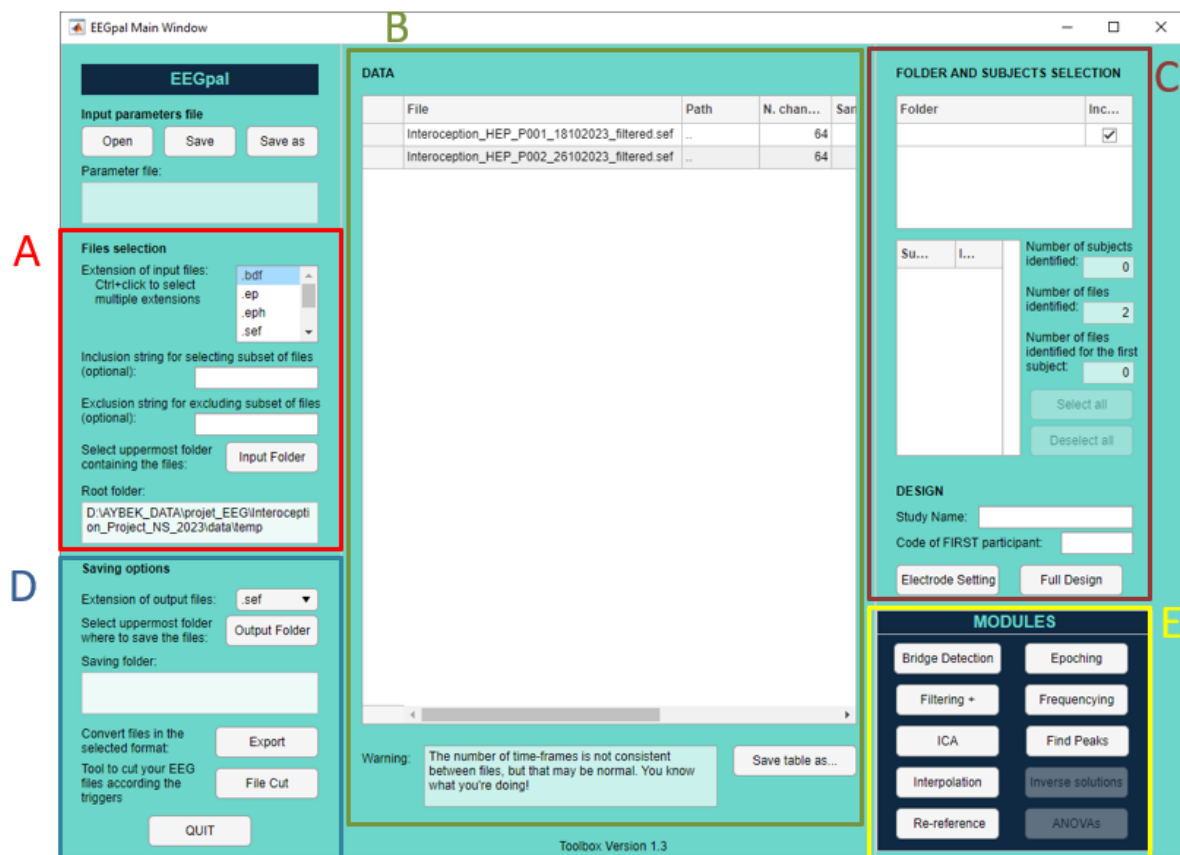 EEGpal Main Window
B
EEGpal
Input parameters file
Open Save Save as
Parameter file:
A
Files selection
Extension of input files:
Ctrl+click to select
multiple extensions
.bdf
.ep
.eph
.sef
Inclusion string for selecting subset of files
(optional):
Exclusion string for excluding subset of files
(optional):
Select uppermost folder
containing the files:
Input Folder
Root folder:
D:\AYBEK_DATA\projet_EEG\Interocepti
on_Project_NS_2023\data\temp
D
Saving options
Extension of output files: .sef
Select uppermost folder
where to save the files:
Output Folder
Saving folder:
Convert files in the
selected format:
Export
Tool to cut your EEG
files according the
triggers
File Cut
QUIT
DATA
File Path N. chan... San
Interoception_HEP_P001_18102023_filtered.sef .. 64
Interoception_HEP_P002_26102023_filtered.sef .. 64
Warning:
The number of time-frames is not consistent
between files, but that may be normal. You know
what you're doing!
Save table as...
Toolbox Version 1.3
C
FOLDER AND SUBJECTS SELECTION
Folder Inc...
Su... I...
Number of subjects
identified: 0
Number of files
identified: 2
Number of files
identified for the first
subject: 0
Select all
Deselect all
DESIGN
Study Name:
Code of FIRST participant:
Electrode Setting Full Design
E
MODULES
Bridge Detection Epoching
Filtering + Frequencying
ICA Find Peaks
Interpolation Inverse solutions
Re-reference ANOVAs